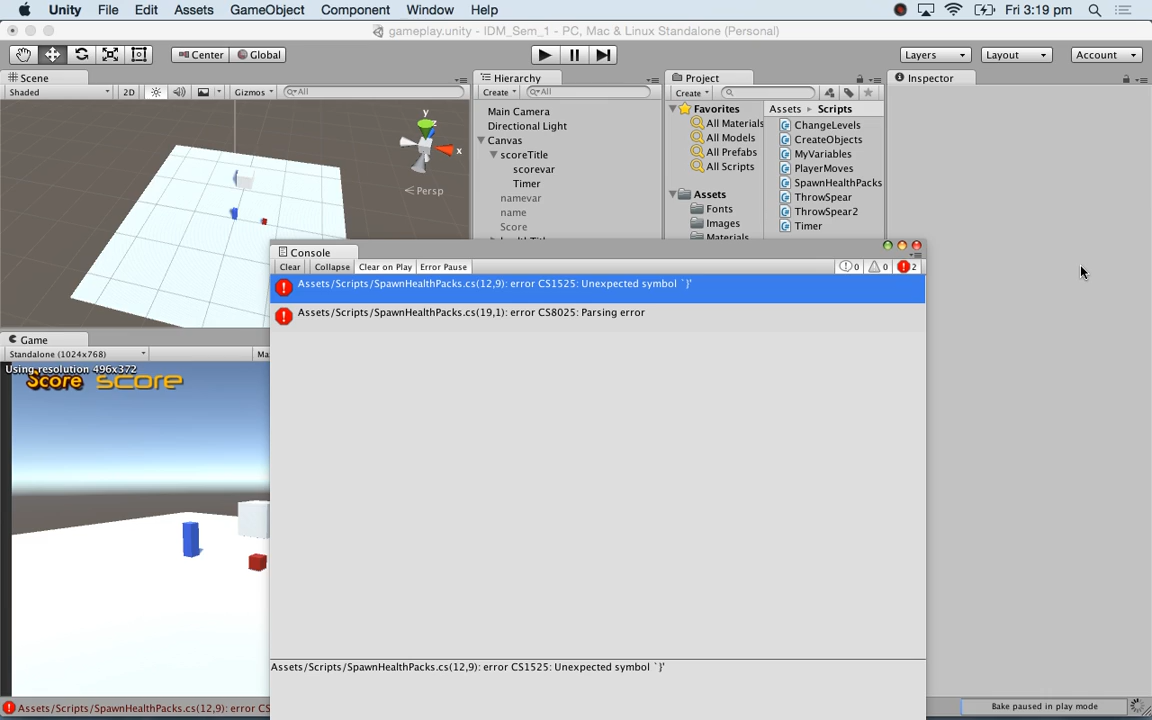 Unity File Edit Assets GameObject Component Window Help Fri 3:19 pm
gameplay.unity - IDM_Sem_1 - PC, Mac & Linux Standalone (Personal)
Center Global Layers Layout Account
Scene
Shaded 2D Gizmos All
y
x
Persp
Hierarchy
Create All
Main Camera
Directional Light
Canvas
scoreTitle
scorevar
Timer
namevar
name
Score
Project
Create
Favorites
All Materials
All Models
All Prefabs
All Scripts
Assets
Fonts
Images
Materials
Assets Scripts
ChangeLevels
CreateObjects
MyVariables
PlayerMoves
SpawnHealthPacks
ThrowSpear
ThrowSpear2
Timer
Inspector
Game
Standalone (1024x768) Ma
Using resolution 496x372
Score score
Console
Clear Collapse Clear on Play Error Pause 0 0 2
Assets/Scripts/SpawnHealthPacks.cs(12,9): error CS1525: Unexpected symbol `}'
Assets/Scripts/SpawnHealthPacks.cs(19,1): error CS8025: Parsing error
Assets/Scripts/SpawnHealthPacks.cs(12,9): error CS1525: Unexpected symbol `}'
Assets/Scripts/SpawnHealthPacks.cs(12,9): error CS
Bake paused in play mode